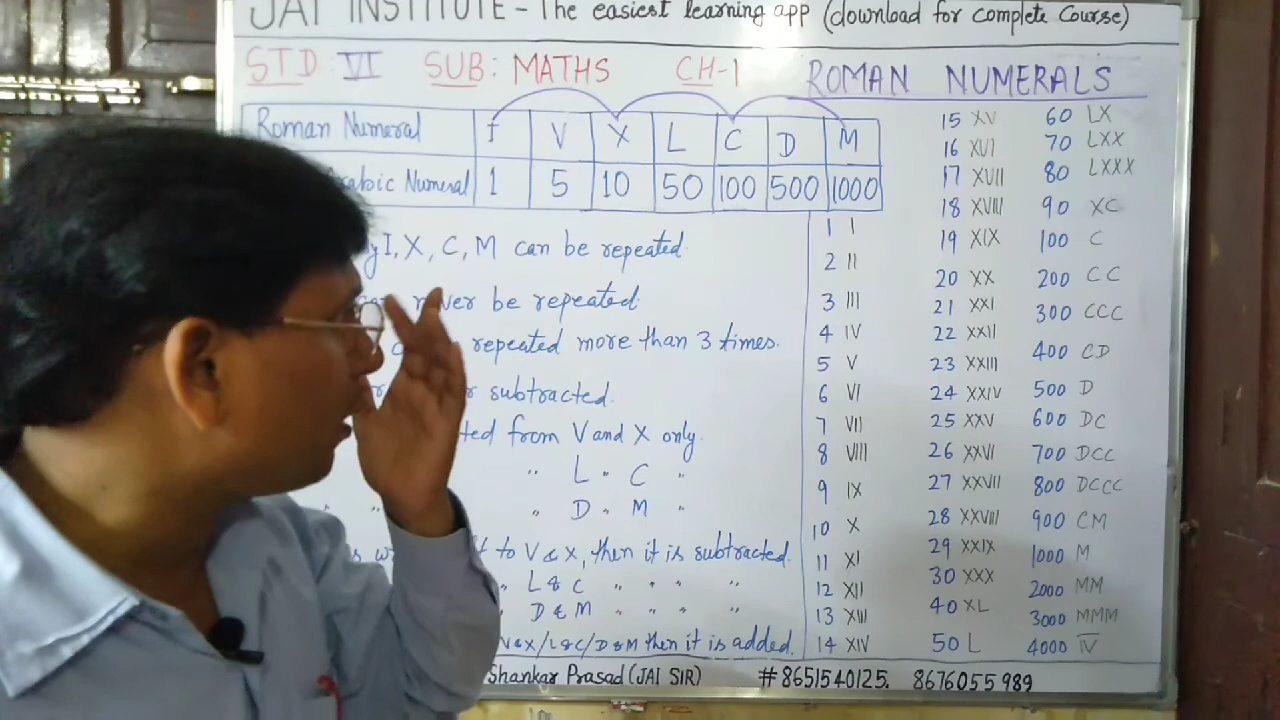 JAI INSTITUTE - The easiest learning app (download for Complete Course)
STD: VI SUB: MATHS CH-1 ROMAN NUMERALS
Roman Numeral I V X L C D M
Arabic Numeral 1 5 10 50 100 500 1000
I, X, C, M can be repeated.
never be repeated
repeated more than 3 times.
subtracted.
from V and X only.
" L " C "
" D " M "
to V & X, then it is subtracted.
" L & C " " " "
" D & M " " " "
V&X/L&C/D&M then it is added.
1 I
2 II
3 III
4 IV
5 V
6 VI
7 VII
8 VIII
9 IX
10 X
11 XI
12 XII
13 XIII
14 XIV
15 XV
16 XVI
17 XVII
18 XVIII
19 XIX
20 XX
21 XXI
22 XXII
23 XXIII
24 XXIV
25 XXV
26 XXVI
27 XXVII
28 XXVIII
29 XXIX
30 XXX
40 XL
50 L
60 LX
70 LXX
80 LXXX
90 XC
100 C
200 CC
300 CCC
400 CD
500 D
600 DC
700 DCC
800 DCCC
900 CM
1000 M
2000 MM
3000 MMM
4000 I̅V̅
Shankar Prasad (JAI SIR) #8651540125. 8676055989